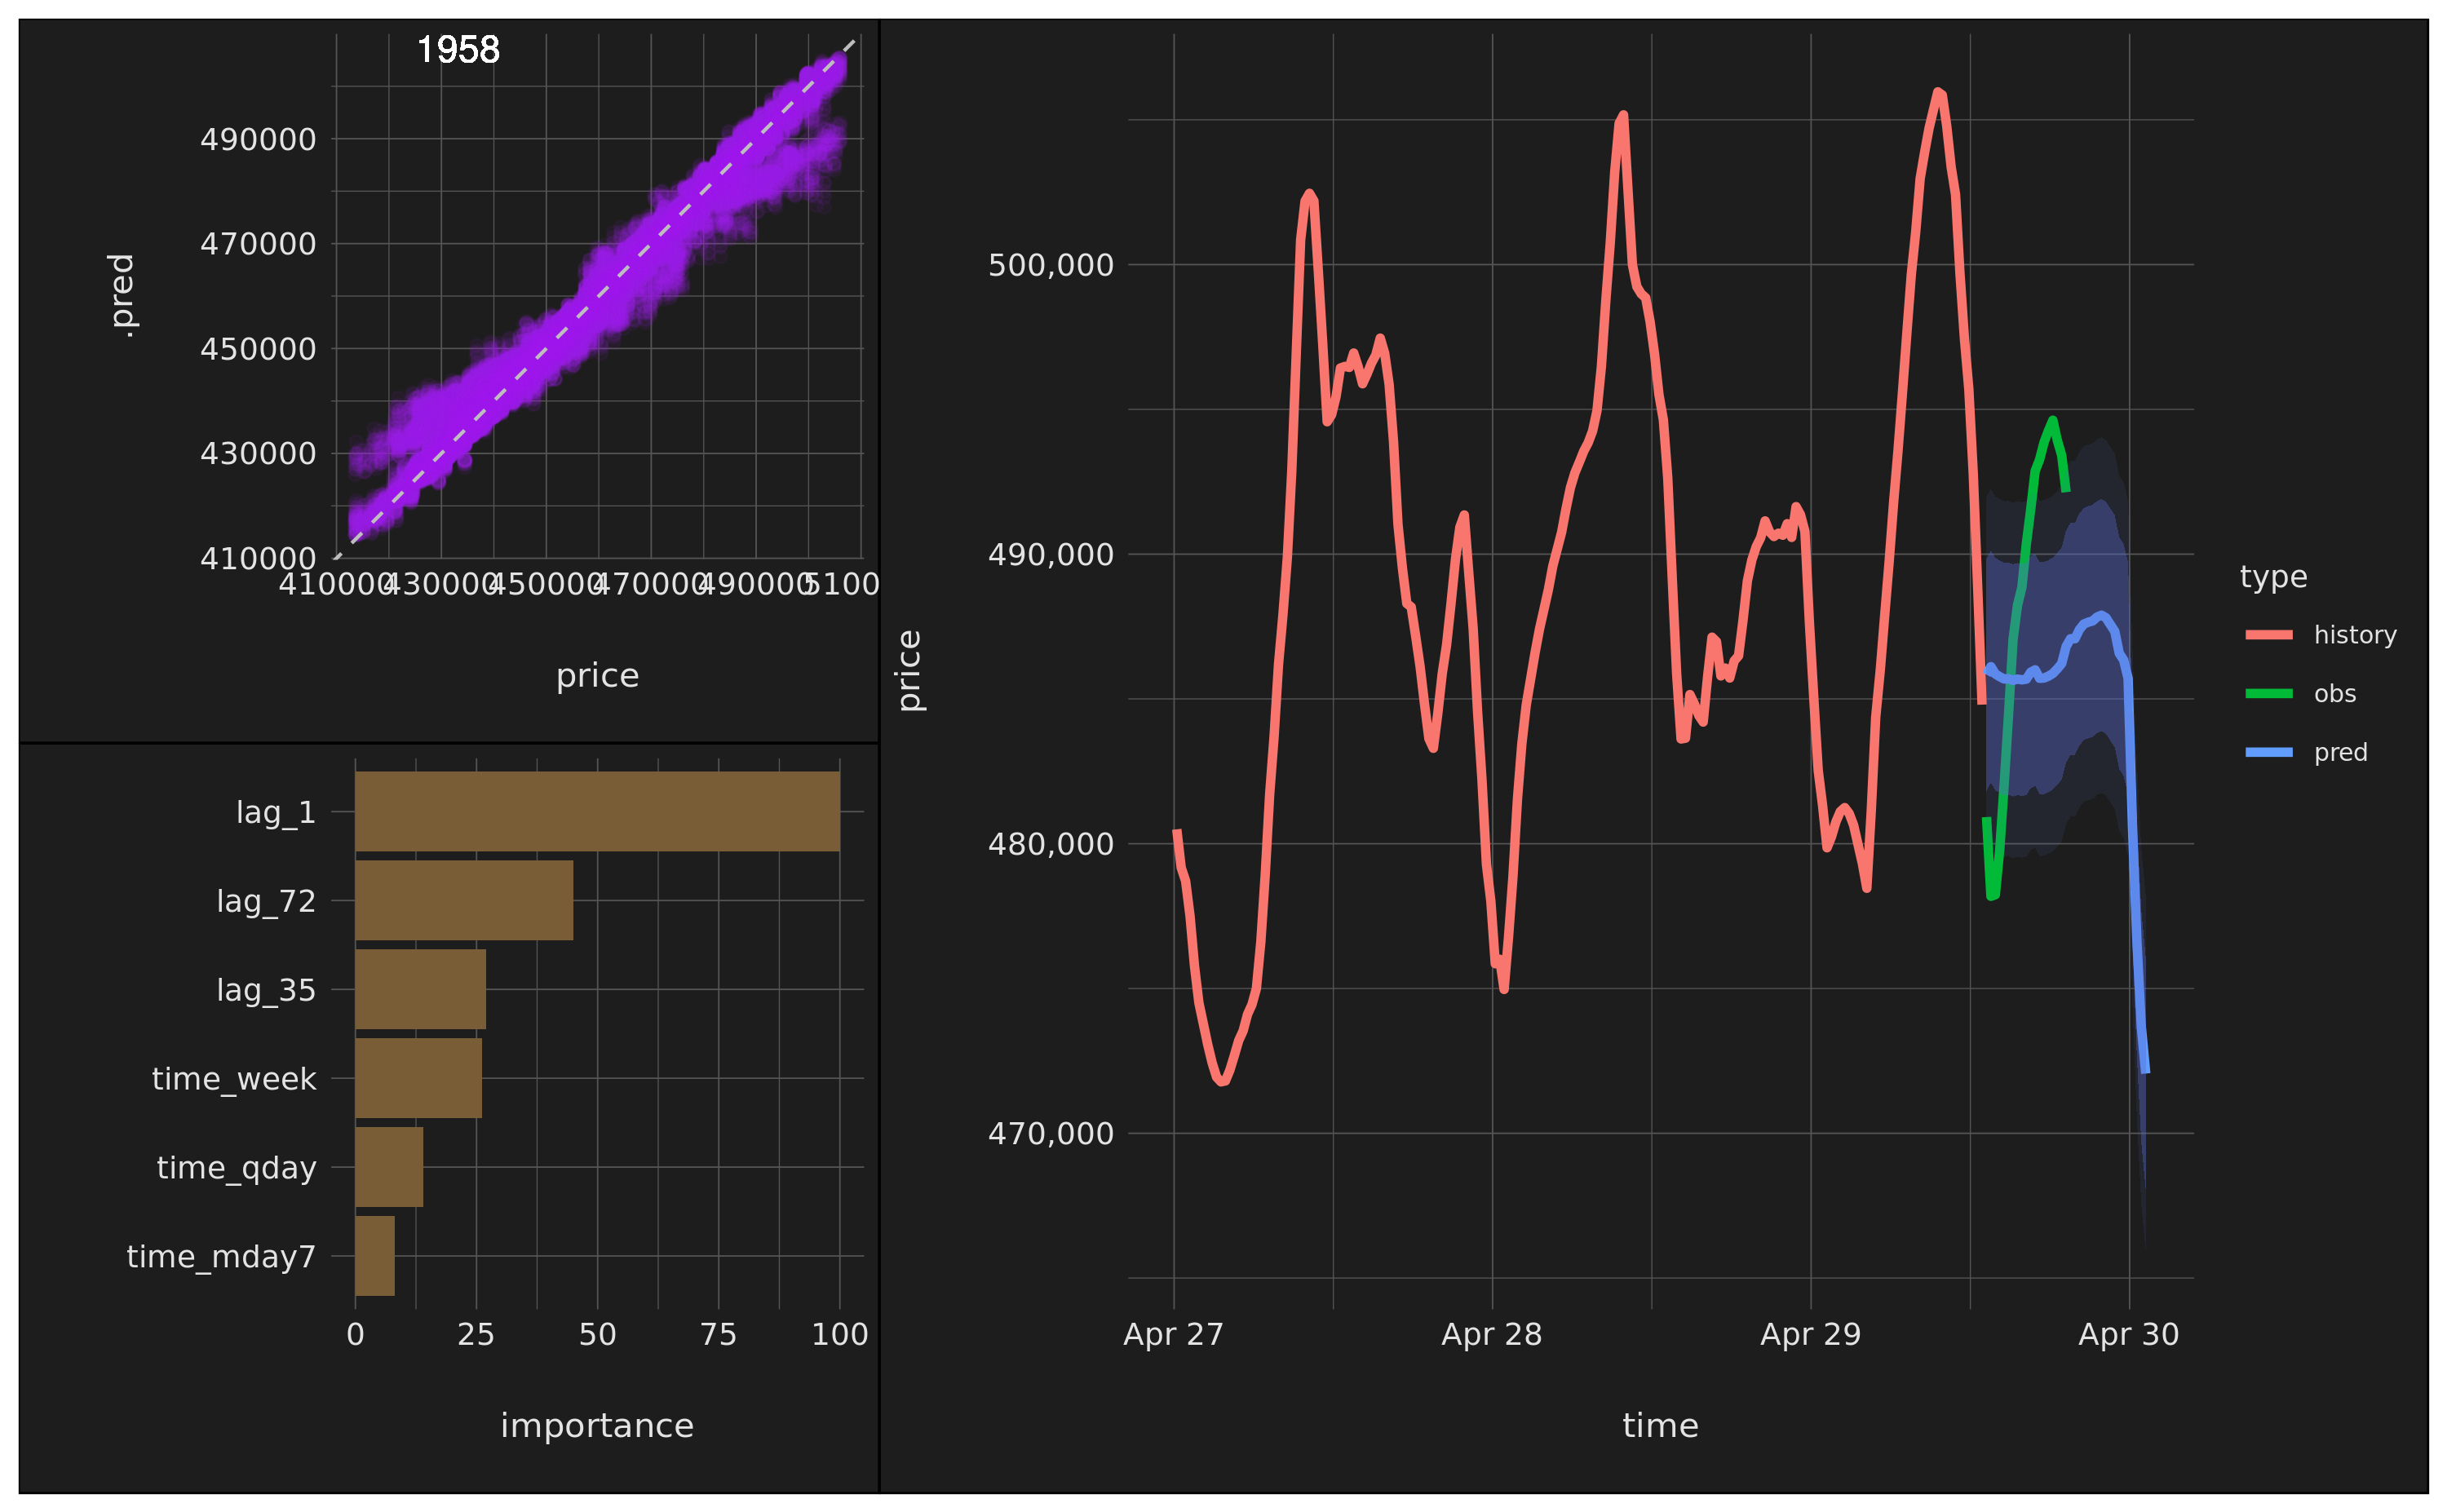 1958
.pred
490000
470000
450000
430000
410000
410000 430000 450000 470000 490000 5100
price
lag_1
lag_72
lag_35
time_week
time_qday
time_mday7
0 25 50 75 100
importance
price
500,000
490,000
480,000
470,000
Apr 27 Apr 28 Apr 29 Apr 30
time
type
history
obs
pred